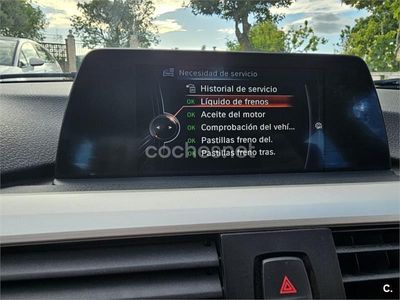 Necesidad de servicio
Historial de servicio
OK Líquido de frenos
OK Aceite del motor
OK Comprobación del vehí...
OK Pastillas freno del.
OK Pastillas freno tras.
coches.net
C.